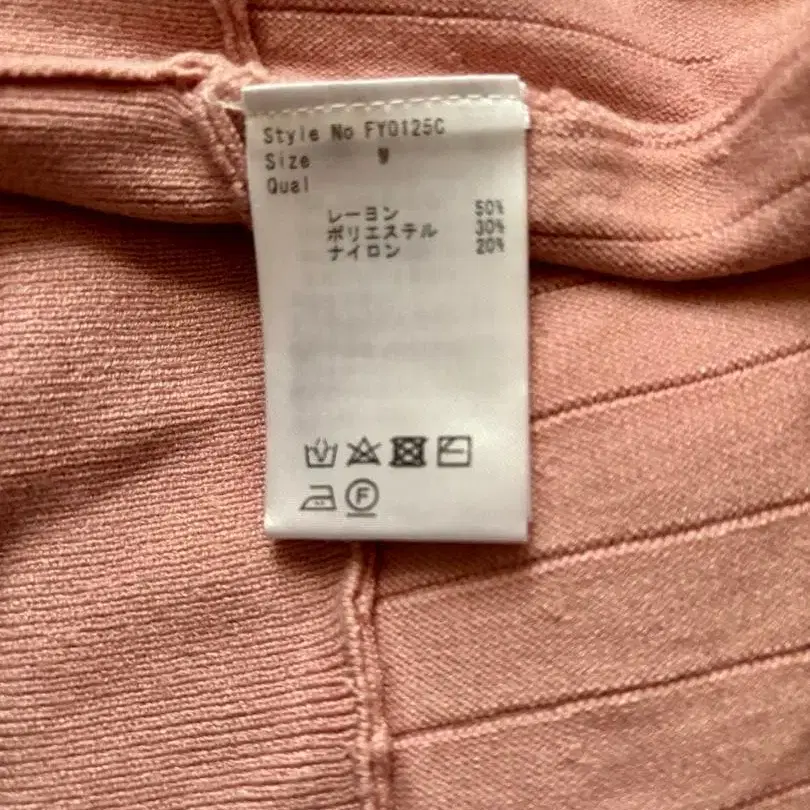 Style No FY0125C
Size M
Qual
レーヨン 50%
ポリエステル 30%
ナイロン 20%
F